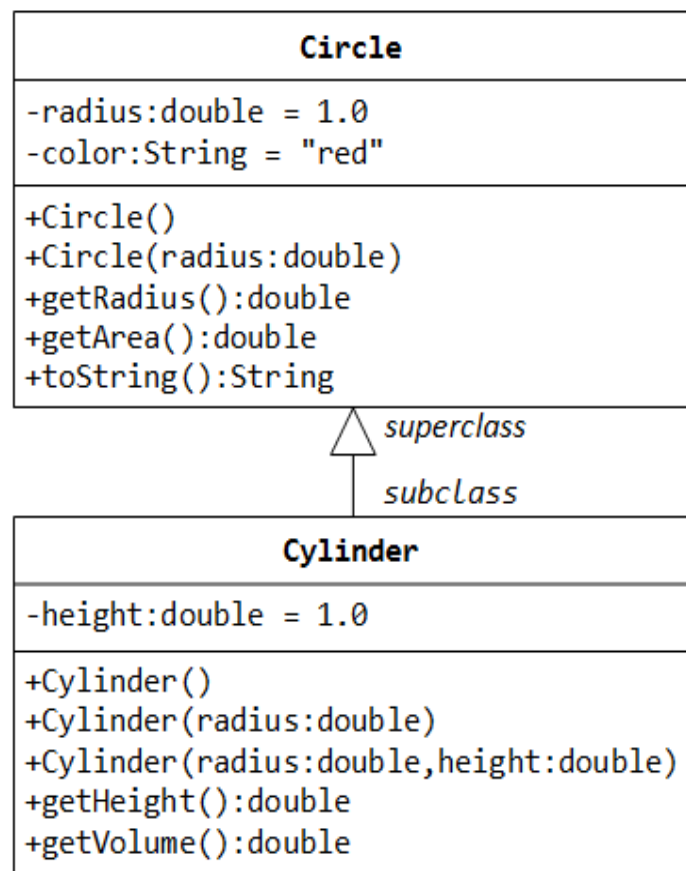 Circle
-radius:double = 1.0
-color:String = "red"
+Circle()
+Circle(radius:double)
+getRadius():double
+getArea():double
+toString():String
superclass
subclass
Cylinder
-height:double = 1.0
+Cylinder()
+Cylinder(radius:double)
+Cylinder(radius:double,height:double)
+getHeight():double
+getVolume():double